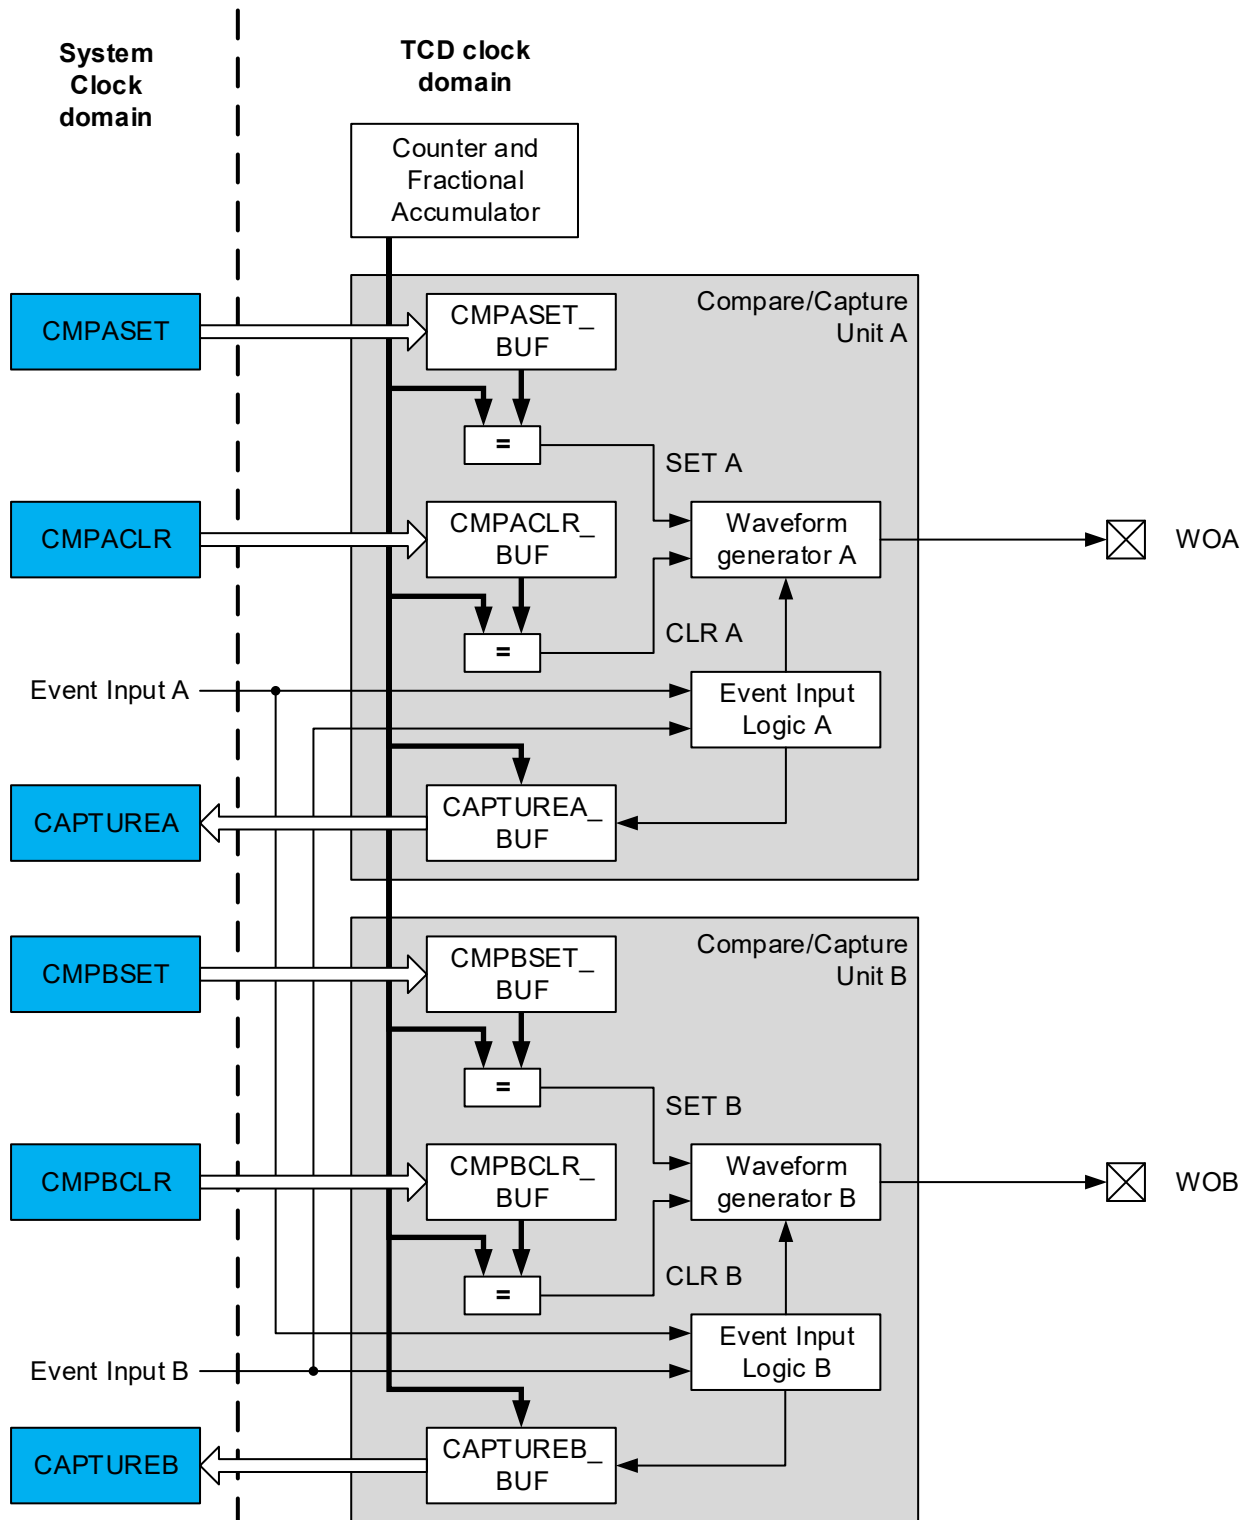 System
Clock
domain
TCD clock
domain
Counter and
Fractional
Accumulator
Compare/Capture
Unit A
CMPASET
CMPASET_
BUF
=
SET A
CMPACLR
CMPACLR_
BUF
Waveform
generator A
WOA
=
CLR A
Event Input A
Event Input
Logic A
CAPTUREA
CAPTUREA_
BUF
Compare/Capture
Unit B
CMPBSET
CMPBSET_
BUF
=
SET B
CMPBCLR
CMPBCLR_
BUF
Waveform
generator B
WOB
=
CLR B
Event Input B
Event Input
Logic B
CAPTUREB
CAPTUREB_
BUF